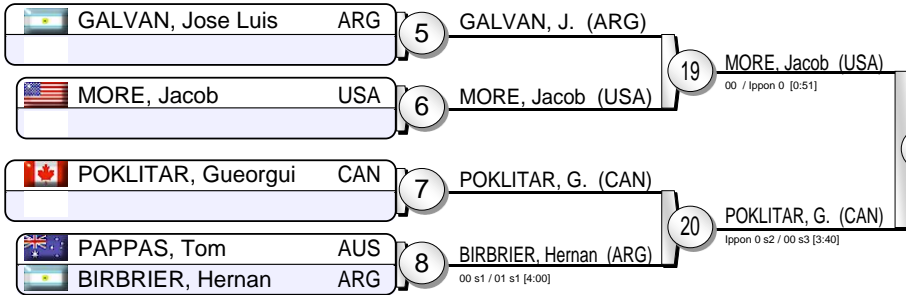 GALVAN, Jose Luis ARG
5
GALVAN, J. (ARG)
MORE, Jacob USA
6
MORE, Jacob (USA)
19
MORE, Jacob (USA)
00 / Ippon 0 [0:51]
POKLITAR, Gueorgui CAN
7
POKLITAR, G. (CAN)
PAPPAS, Tom AUS
BIRBRIER, Hernan ARG
8
BIRBRIER, Hernan (ARG)
00 s1 / 01 s1 [4:00]
20
POKLITAR, G. (CAN)
Ippon 0 s2 / 00 s3 [3:40]